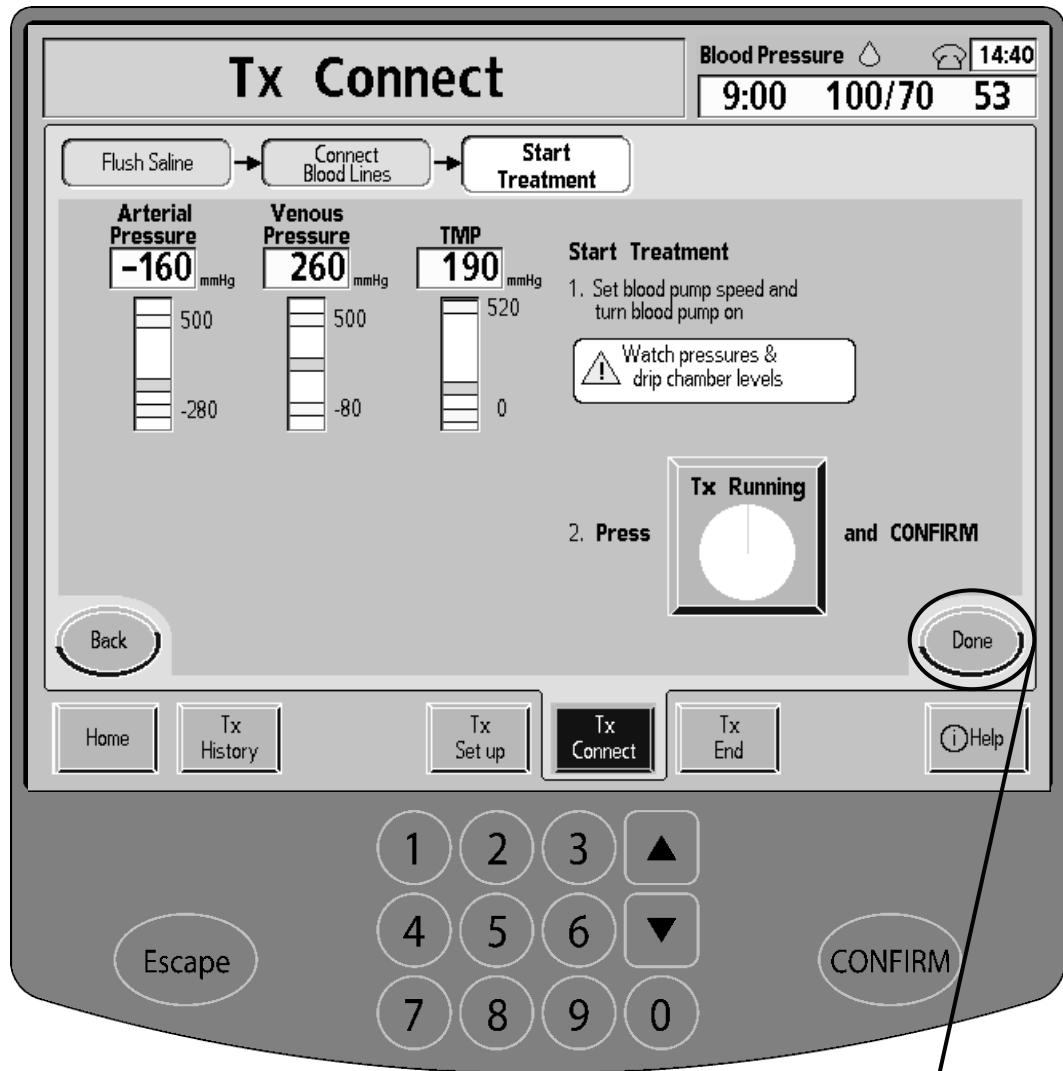 Tx Connect
Blood Pressure
14:40
9:00 100/70 53
Flush Saline
Connect
Blood Lines
Start
Treatment
Arterial
Pressure
-160 mmHg
500
-280
Venous
Pressure
260 mmHg
500
-80
TMP
190 mmHg
520
0
Start Treatment
1. Set blood pump speed and
turn blood pump on
Watch pressures &
drip chamber levels
2. Press
Tx Running
and CONFIRM
Back
Done
Home
Tx
History
Tx
Set up
Tx
Connect
Tx
End
i Help
1 2 3 ▲
4 5 6 ▼
7 8 9 0
Escape
CONFIRM